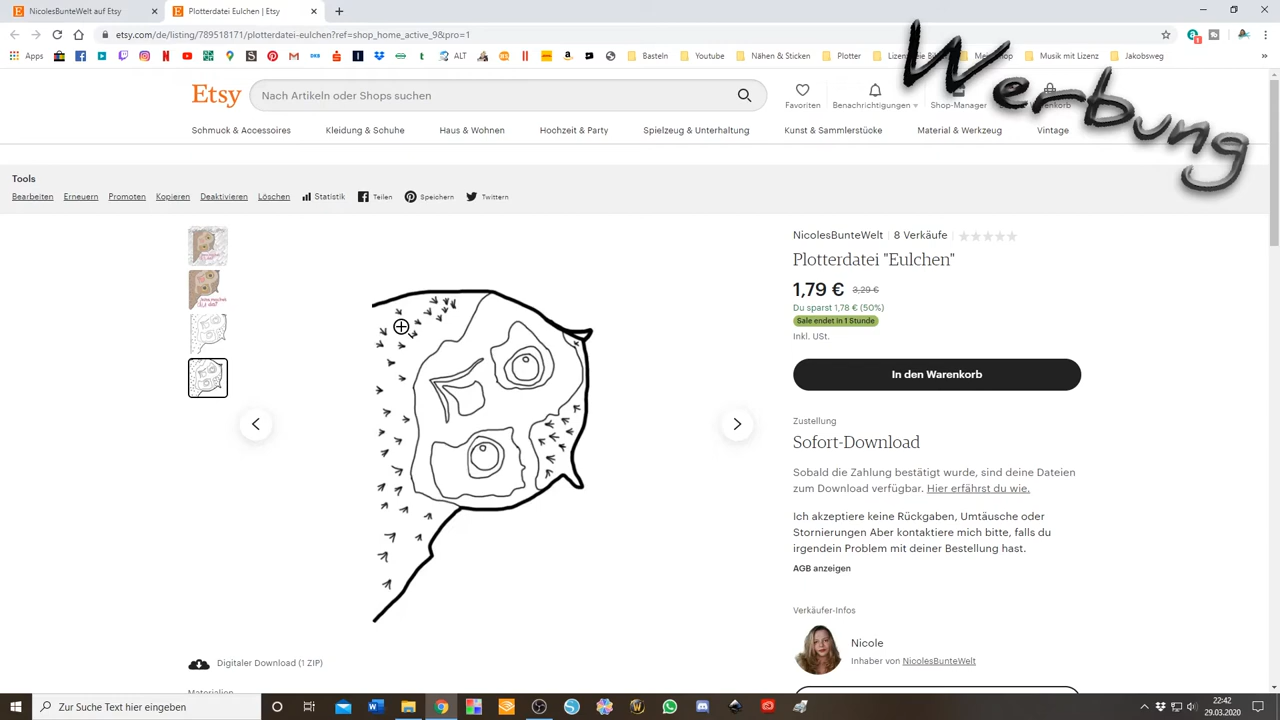 NicolesBunteWelt auf Etsy
Plotterdatei Eulchen | Etsy
etsy.com/de/listing/789518171/plotterdatei-eulchen?ref=shop_home_active_9&pro=1
Apps
ALT
Basteln
Youtube
Nähen & Sticken
Plotter
Musik mit Lizenz
Jakobsweg
Werbung
Etsy
Nach Artikeln oder Shops suchen
Favoriten
Benachrichtigungen
Shop-Manager
Warenkorb
Schmuck & Accessoires
Kleidung & Schuhe
Haus & Wohnen
Hochzeit & Party
Spielzeug & Unterhaltung
Kunst & Sammlerstücke
Material & Werkzeug
Vintage
Tools
Bearbeiten
Erneuern
Promoten
Kopieren
Deaktivieren
Löschen
Statistik
Teilen
Speichern
Twittern
NicolesBunteWelt | 8 Verkäufe
Plotterdatei "Eulchen"
1,79 € 3,29 €
Du sparst 1,78 € (50%)
Sale endet in 1 Stunde
Inkl. USt.
In den Warenkorb
Zustellung
Sofort-Download
Sobald die Zahlung bestätigt wurde, sind deine Dateien
zum Download verfügbar. Hier erfährst du wie.
Ich akzeptiere keine Rückgaben, Umtäusche oder
Stornierungen Aber kontaktiere mich bitte, falls du
irgendein Problem mit deiner Bestellung hast.
AGB anzeigen
Verkäufer-Infos
Nicole
Inhaber von NicolesBunteWelt
Digitaler Download (1 ZIP)
Materialien
Zur Suche Text hier eingeben
22:42
29.03.2020